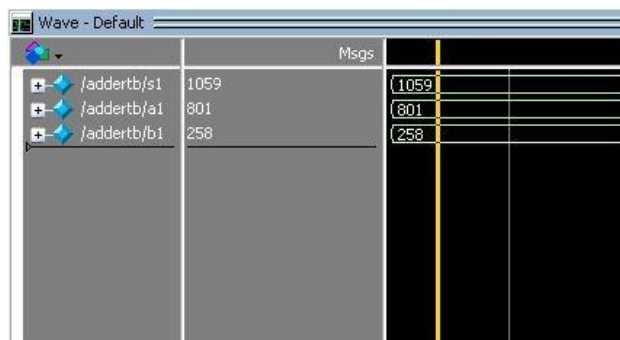 Wave - Default
Msgs
/addertb/s1 1059 1059
/addertb/a1 801 801
/addertb/b1 258 258